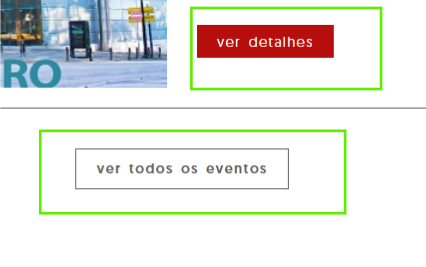 ver detalhes
RO
ver todos os eventos